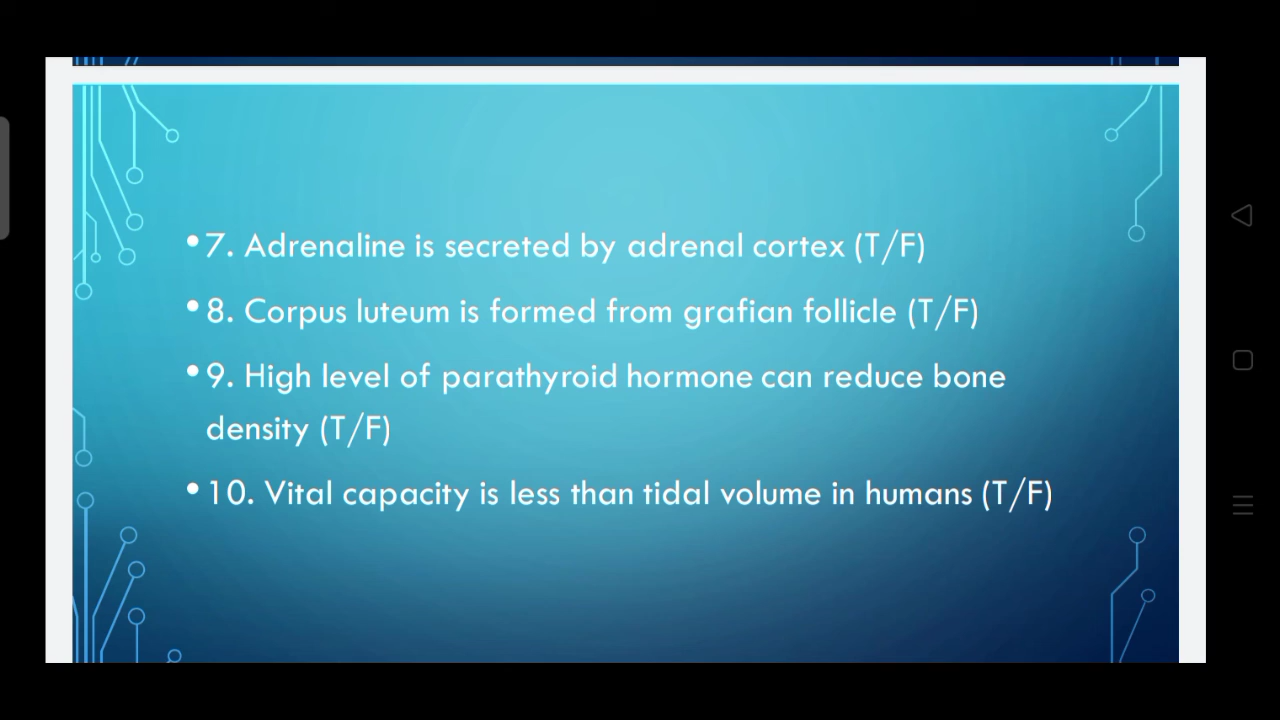 • 7. Adrenaline is secreted by adrenal cortex (T/F)
• 8. Corpus luteum is formed from grafian follicle (T/F)
• 9. High level of parathyroid hormone can reduce bone
density (T/F)
• 10. Vital capacity is less than tidal volume in humans (T/F)